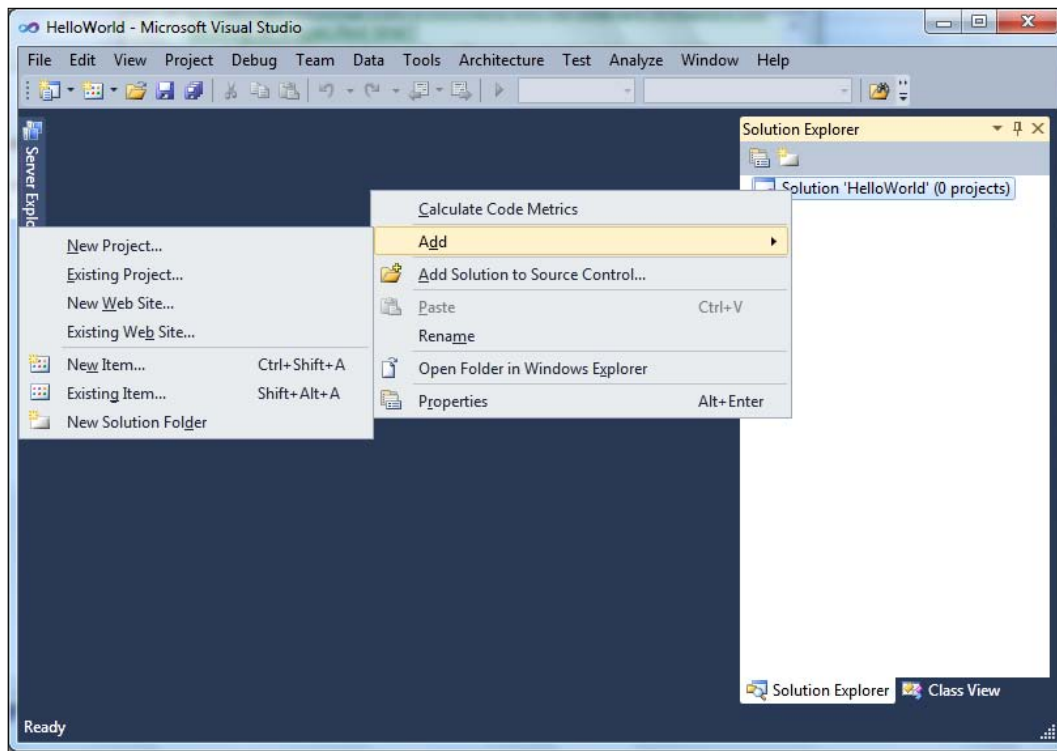 HelloWorld - Microsoft Visual Studio
File Edit View Project Debug Team Data Tools Architecture Test Analyze Window Help
Server Explo
Solution Explorer
Solution 'HelloWorld' (0 projects)
Calculate Code Metrics
Add
Add Solution to Source Control...
Paste Ctrl+V
Rename
Open Folder in Windows Explorer
Properties Alt+Enter
New Project...
Existing Project...
New Web Site...
Existing Web Site...
New Item... Ctrl+Shift+A
Existing Item... Shift+Alt+A
New Solution Folder
Solution Explorer Class View
Ready